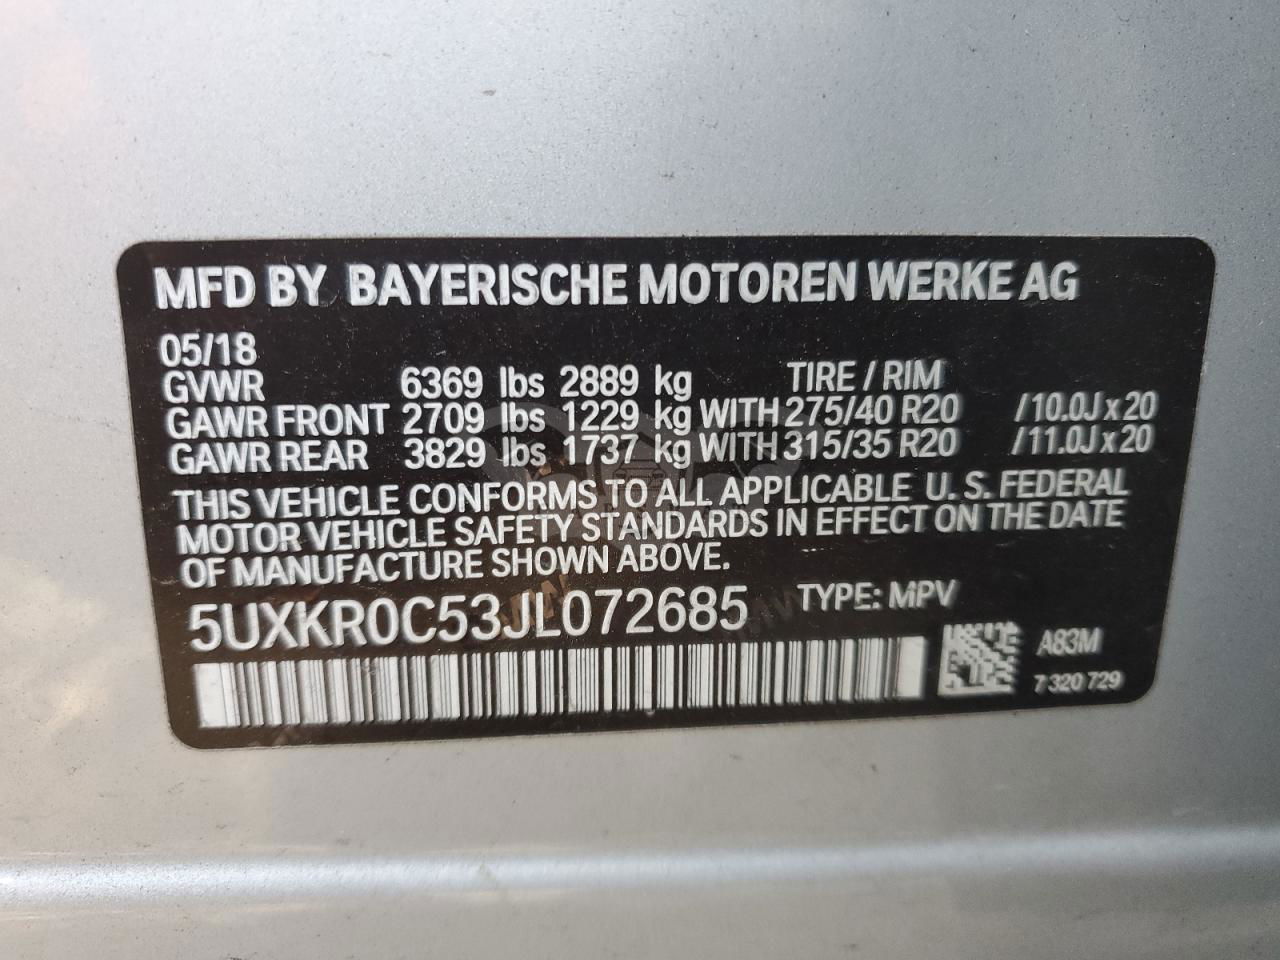 MFD BY BAYERISCHE MOTOREN WERKE AG
05/18
GVWR 6369 lbs 2889 kg TIRE / RIM
GAWR FRONT 2709 lbs 1229 kg WITH 275/40 R20 /10.0J x 20
GAWR REAR 3829 lbs 1737 kg WITH 315/35 R20 /11.0J x 20
THIS VEHICLE CONFORMS TO ALL APPLICABLE U. S. FEDERAL
MOTOR VEHICLE SAFETY STANDARDS IN EFFECT ON THE DATE
OF MANUFACTURE SHOWN ABOVE.
5UXKR0C53JL072685 TYPE: MPV
A83M
7 320 729